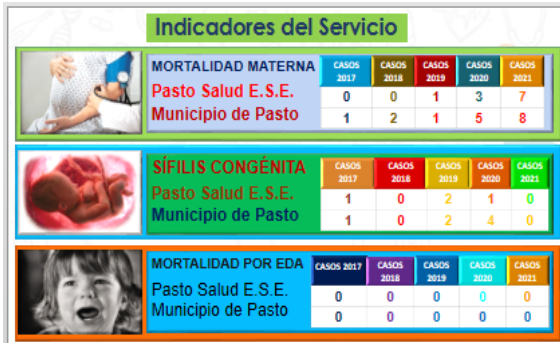 Indicadores del Servicio
MORTALIDAD MATERNA CASOS 2017 CASOS 2018 CASOS 2019 CASOS 2020 CASOS 2021
Pasto Salud E.S.E. 0 0 1 3 7
Municipio de Pasto 1 2 1 5 8
SÍFILIS CONGÉNITA CASOS 2017 CASOS 2018 CASOS 2019 CASOS 2020 CASOS 2021
Pasto Salud E.S.E. 1 0 2 1 0
Municipio de Pasto 1 0 2 4 0
MORTALIDAD POR EDA CASOS 2017 CASOS 2018 CASOS 2019 CASOS 2020 CASOS 2021
Pasto Salud E.S.E. 0 0 0 0 0
Municipio de Pasto 0 0 0 0 0